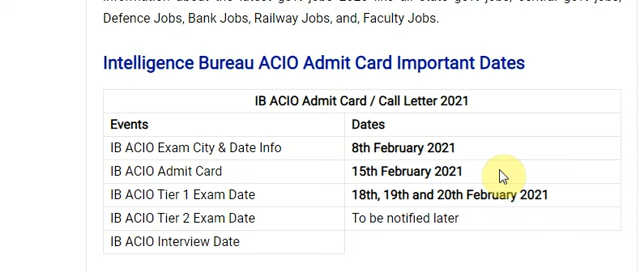 Defence Jobs, Bank Jobs, Railway Jobs, and, Faculty Jobs.
Intelligence Bureau ACIO Admit Card Important Dates
IB ACIO Admit Card / Call Letter 2021
Events Dates
IB ACIO Exam City & Date Info 8th February 2021
IB ACIO Admit Card 15th February 2021
IB ACIO Tier 1 Exam Date 18th, 19th and 20th February 2021
IB ACIO Tier 2 Exam Date To be notified later
IB ACIO Interview Date